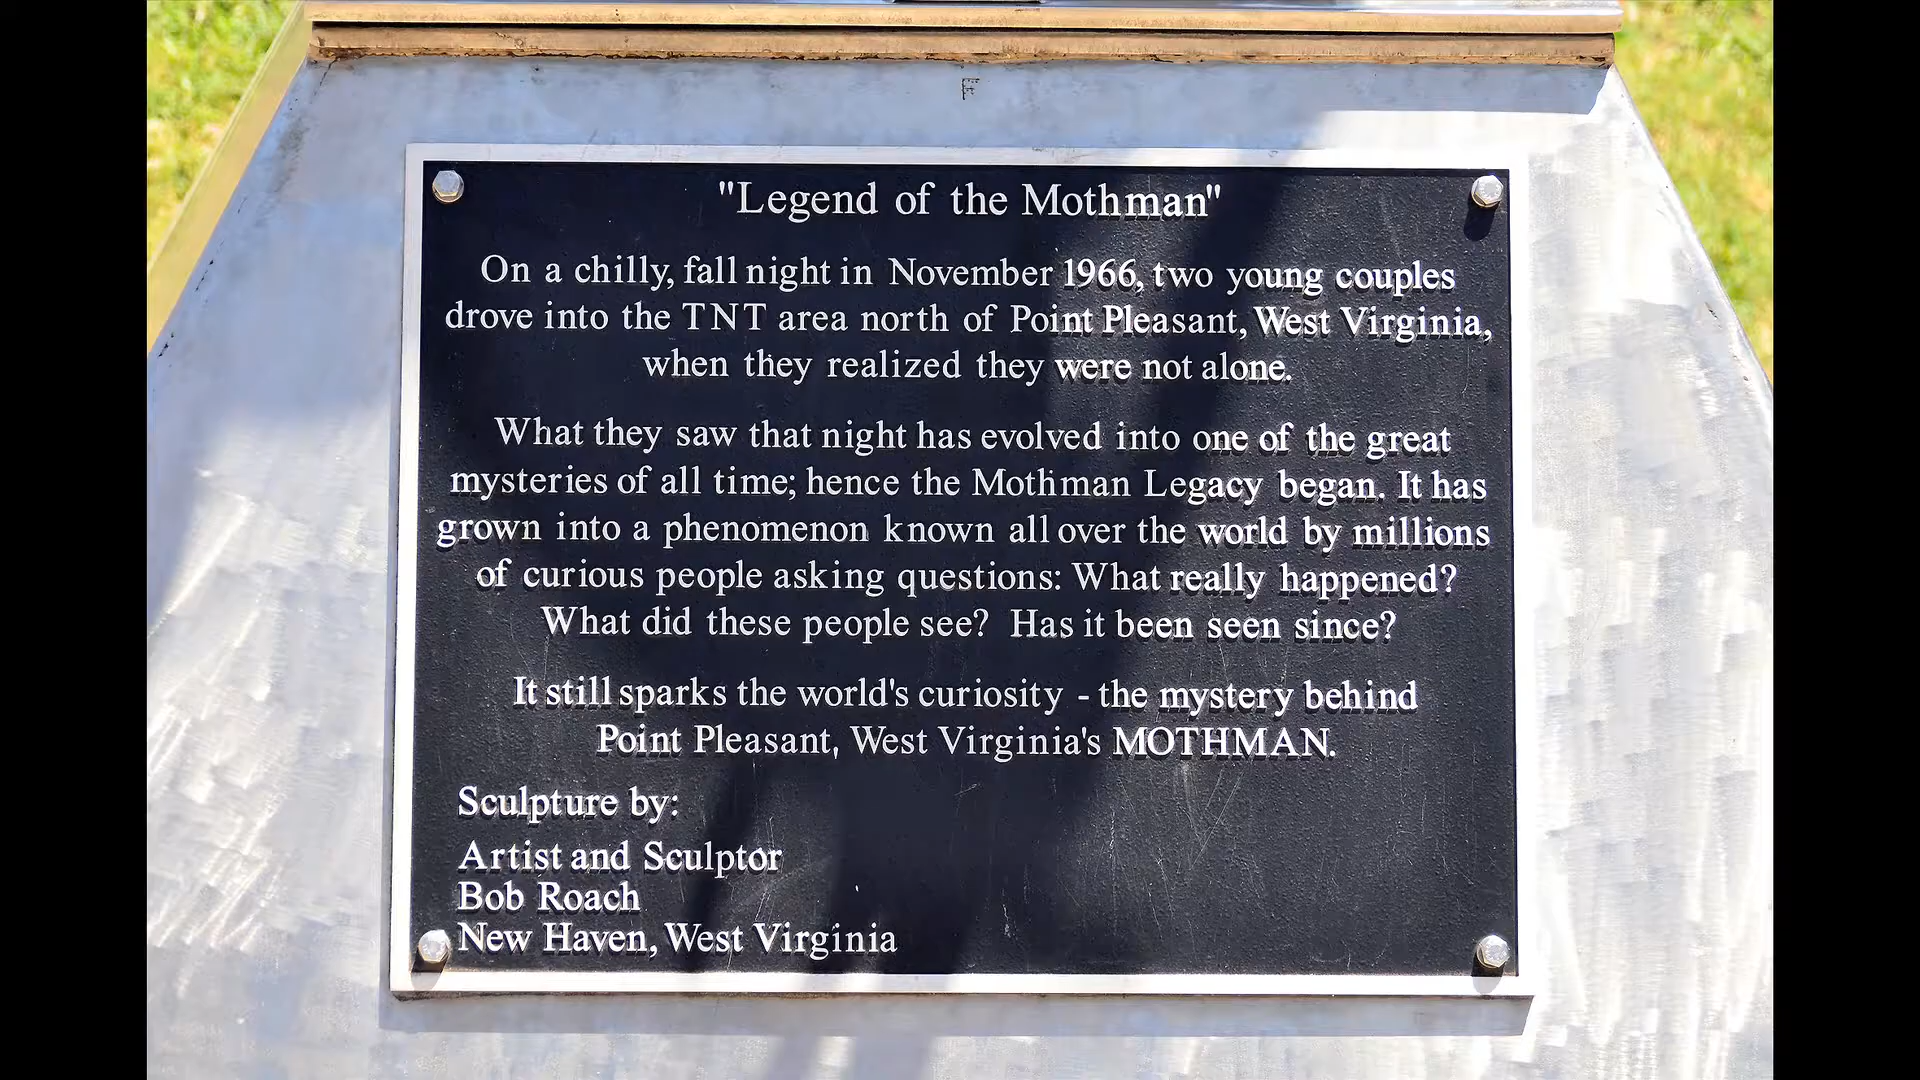 F
"Legend of the Mothman"
On a chilly, fall night in November 1966, two young couples
drove into the TNT area north of Point Pleasant, West Virginia,
when they realized they were not alone.
What they saw that night has evolved into one of the great
mysteries of all time; hence the Mothman Legacy began. It has
grown into a phenomenon known all over the world by millions
of curious people asking questions: What really happened?
What did these people see? Has it been seen since?
It still sparks the world's curiosity - the mystery behind
Point Pleasant, West Virginia's MOTHMAN.
Sculpture by:
Artist and Sculptor
Bob Roach
New Haven, West Virginia